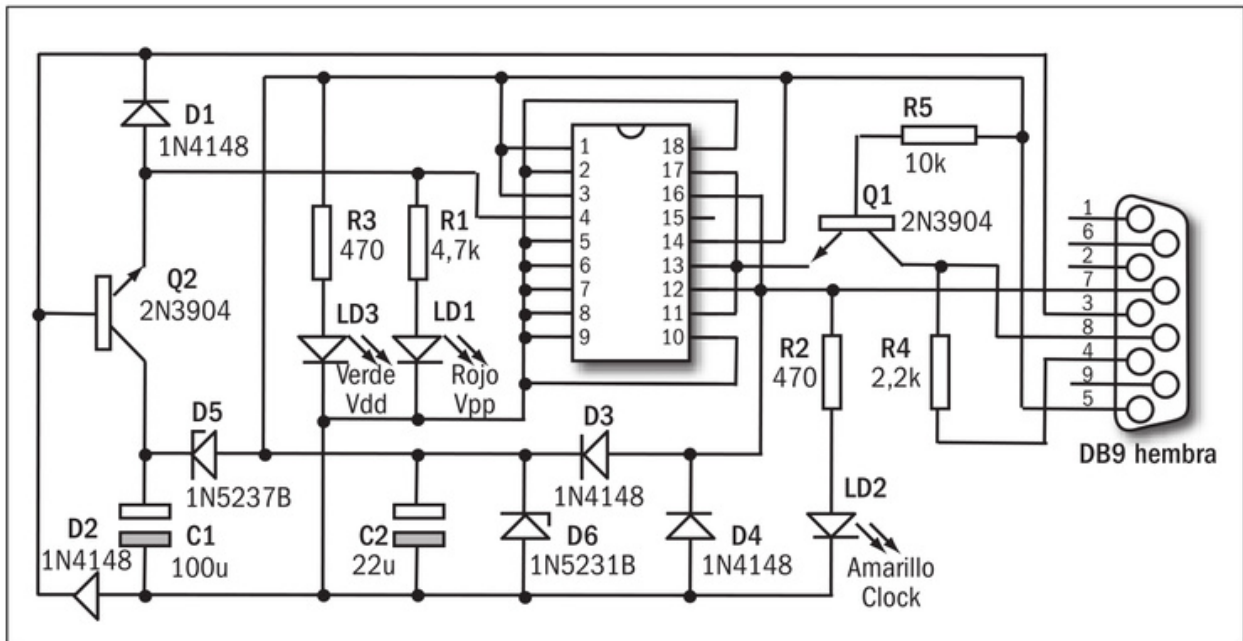 D1
1N4148
Q2
2N3904
D5
1N5237B
D2
1N4148
C1
100u
R3
470
R1
4,7k
LD3
Verde
Vdd
LD1
Rojo
Vpp
C2
22u
D6
1N5231B
D3
1N4148
D4
1N4148
1
2
3
4
5
6
7
8
9
18
17
16
15
14
13
12
11
10
R5
10k
Q1
2N3904
R2
470
R4
2,2k
LD2
Amarillo
Clock
1
6
2
7
3
8
4
9
5
DB9 hembra